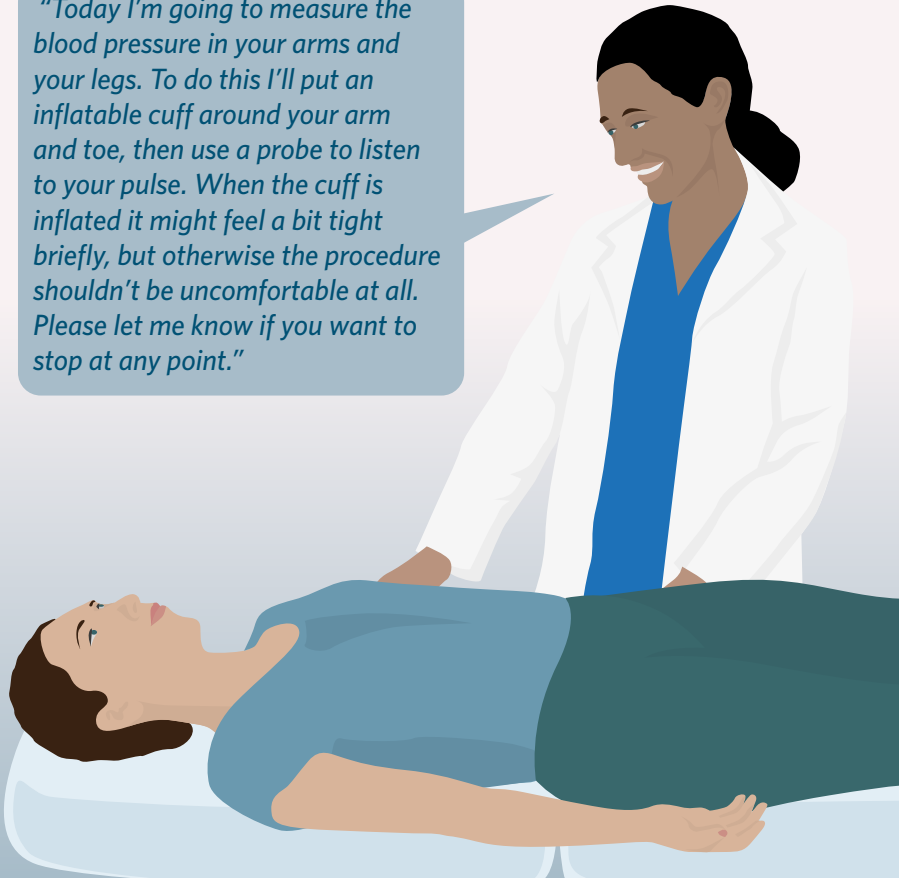 “Today I’m going to measure the
blood pressure in your arms and
your legs. To do this I’ll put an
inflatable cuff around your arm
and toe, then use a probe to listen
to your pulse. When the cuff is
inflated it might feel a bit tight
briefly, but otherwise the procedure
shouldn’t be uncomfortable at all.
Please let me know if you want to
stop at any point.”